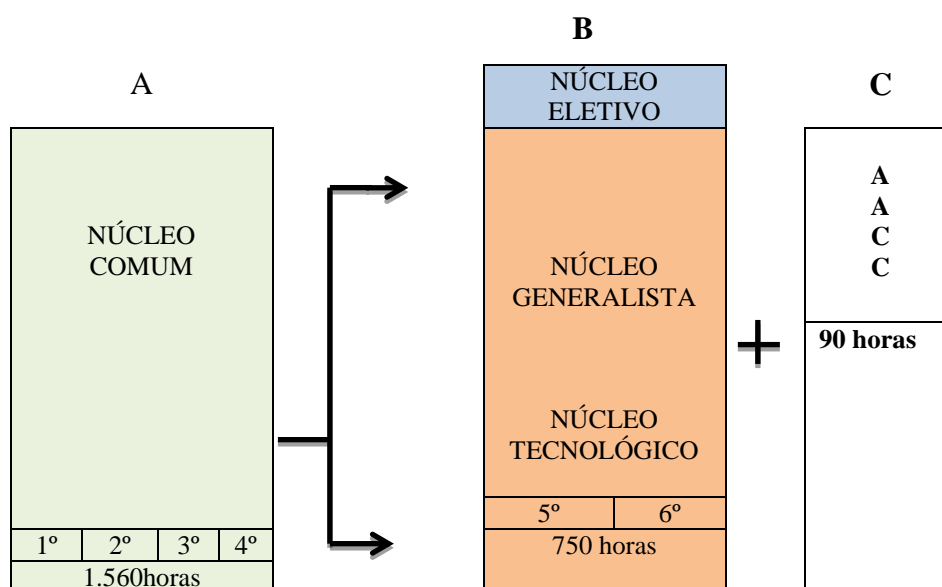 A
NÚCLEO
COMUM
1º 2º 3º 4º
1.560horas
B
NÚCLEO
ELETIVO
NÚCLEO
GENERALISTA
NÚCLEO
TECNOLÓGICO
5º 6º
750 horas
C
A
A
C
C
90 horas